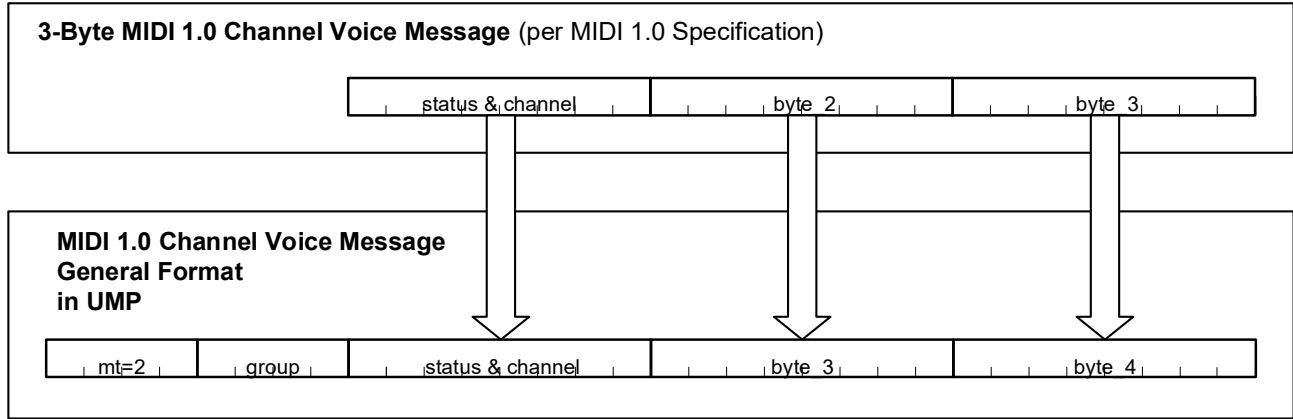 3-Byte MIDI 1.0 Channel Voice Message (per MIDI 1.0 Specification)
status & channel byte_2 byte_3
MIDI 1.0 Channel Voice Message
General Format
in UMP
mt=2 group status & channel byte_3 byte_4